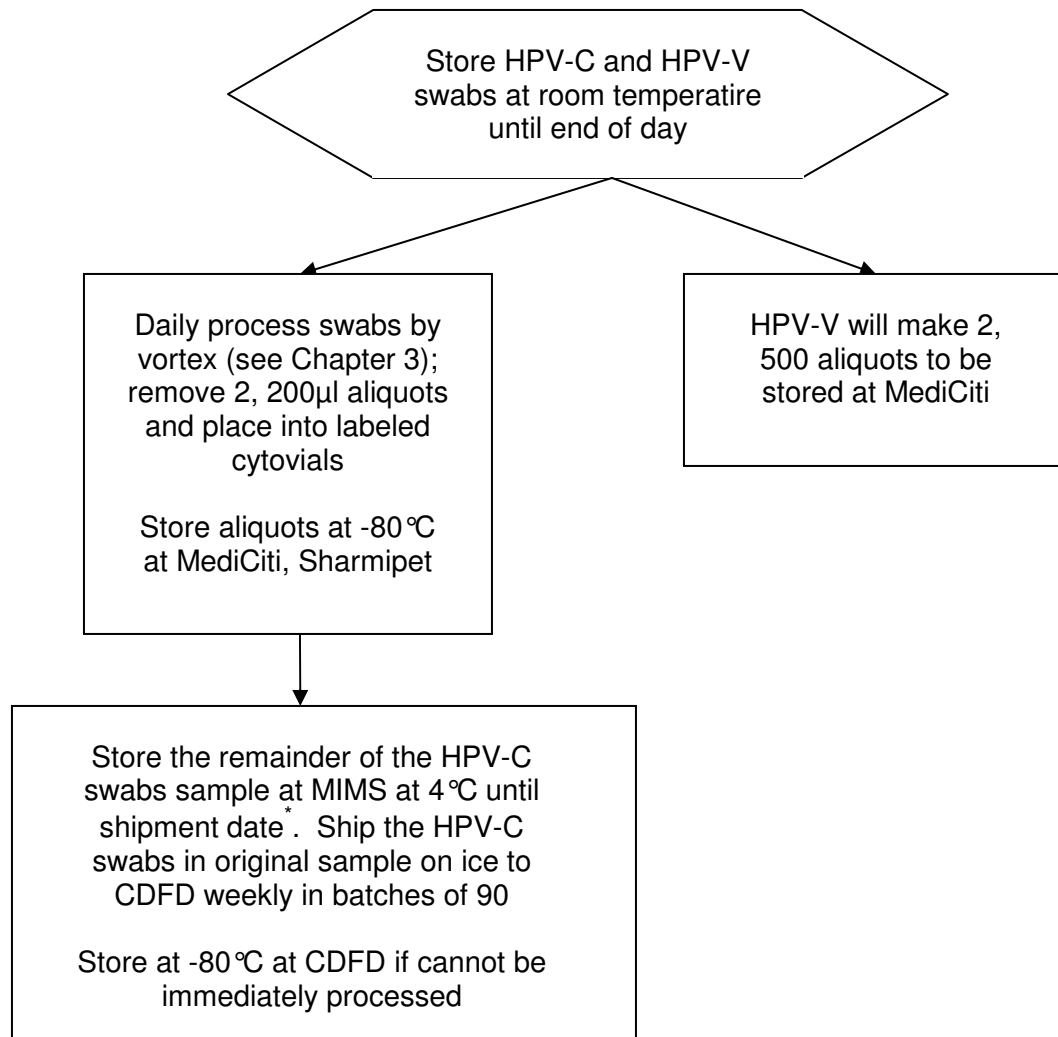 Store HPV-C and HPV-V
swabs at room temperatire
until end of day
Daily process swabs by
vortex (see Chapter 3);
remove 2, 200µl aliquots
and place into labeled
cytovials
Store aliquots at -80°C
at MediCiti, Sharmipet
HPV-V will make 2,
500 aliquots to be
stored at MediCiti
Store the remainder of the HPV-C
swabs sample at MIMS at 4°C until
shipment date*. Ship the HPV-C
swabs in original sample on ice to
CDFD weekly in batches of 90
Store at -80°C at CDFD if cannot be
immediately processed